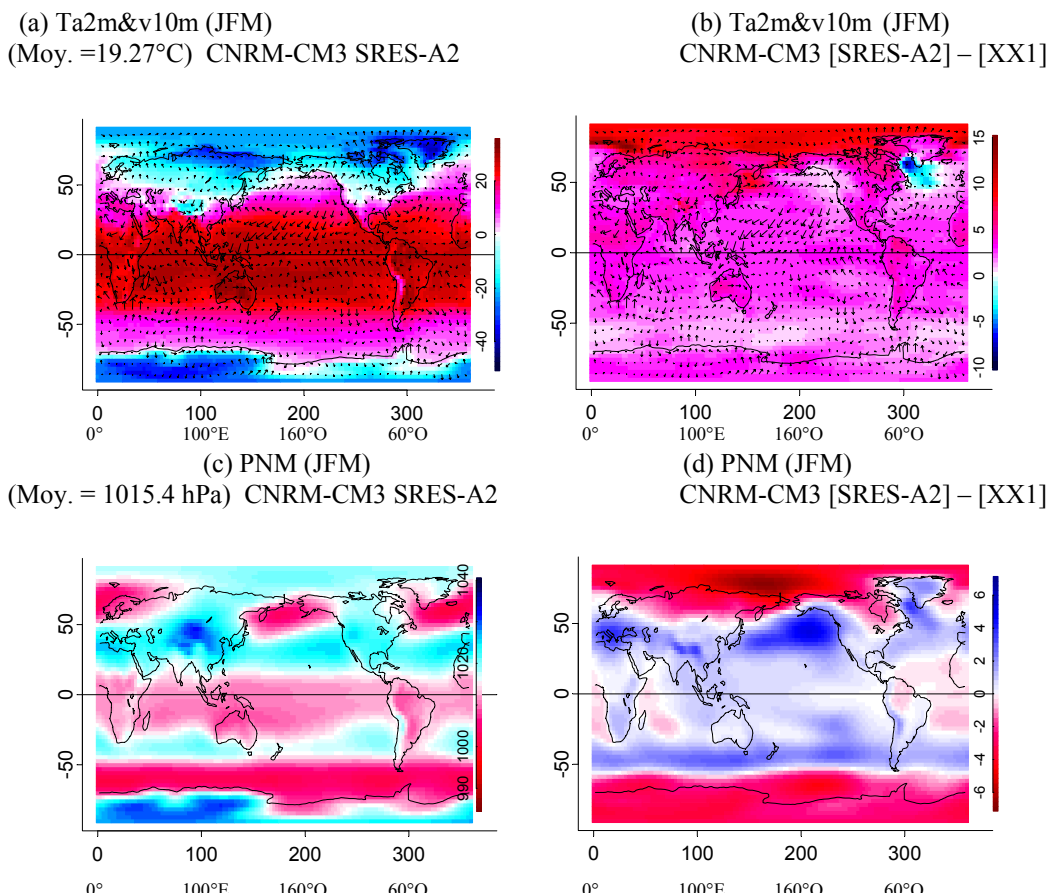 (a) Ta2m&v10m (JFM)
(Moy. =19.27°C) CNRM-CM3 SRES-A2
(b) Ta2m&v10m (JFM)
CNRM-CM3 [SRES-A2] – [XX1]
50
0
-50
20
0
-20
-40
0 100 200 300
0° 100°E 160°O 60°O
50
0
-50
15
10
5
0
-5
-10
0 100 200 300
0° 100°E 160°O 60°O
(c) PNM (JFM)
(Moy. = 1015.4 hPa) CNRM-CM3 SRES-A2
(d) PNM (JFM)
CNRM-CM3 [SRES-A2] – [XX1]
50
0
-50
1040
1020
1000
990
0 100 200 300
0° 100°E 160°O 60°O
50
0
-50
6
4
2
0
-2
-4
-6
0 100 200 300
0° 100°E 160°O 60°O